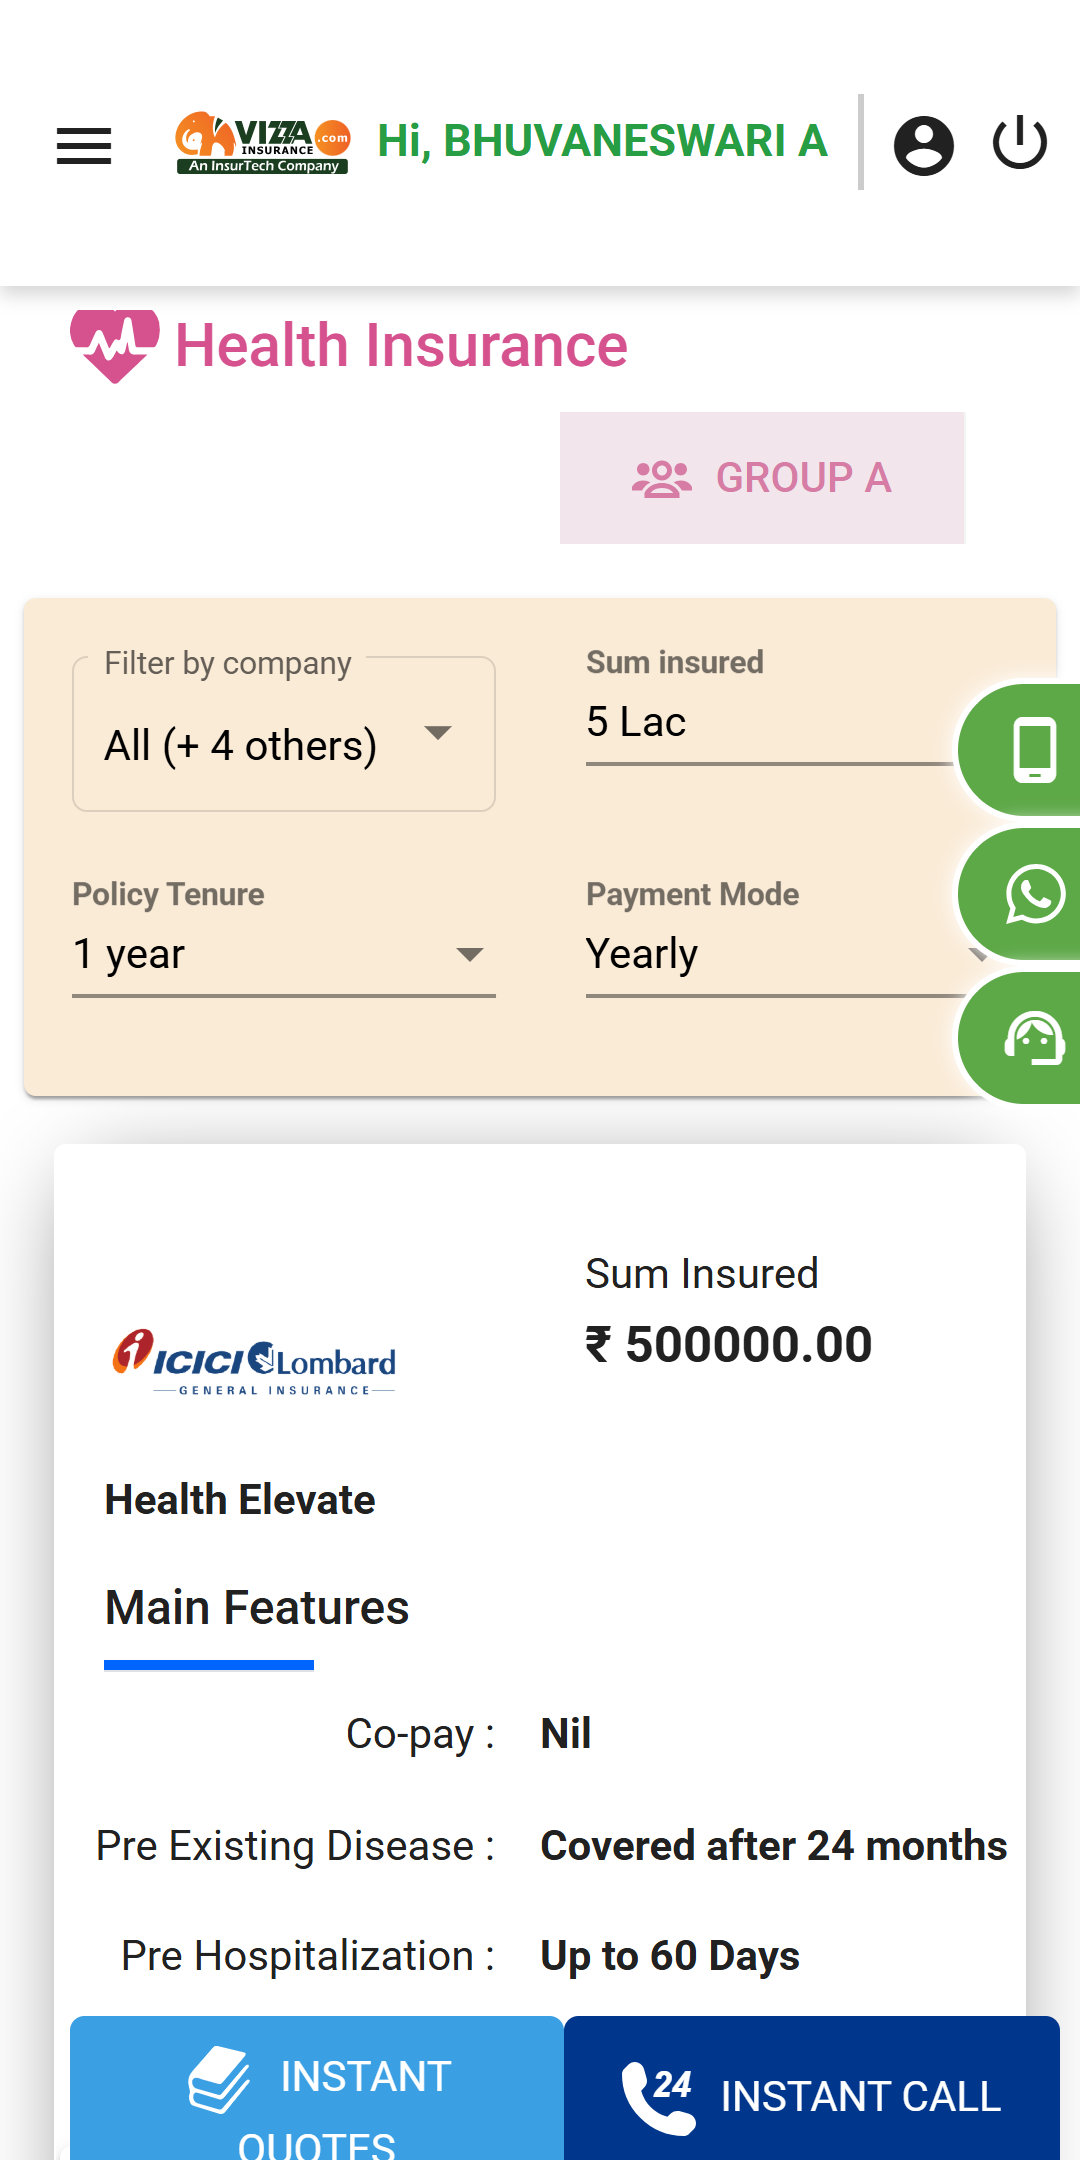 VIZZA
INSURANCE
.com
An InsurTech Company
Hi, BHUVANESWARI A
Health Insurance
GROUP A
Filter by company
All (+ 4 others)
Sum insured
5 Lac
Policy Tenure
1 year
Payment Mode
Yearly
Sum Insured
₹ 500000.00
i ICICI Lombard
GENERAL INSURANCE
Health Elevate
Main Features
Co-pay : Nil
Pre Existing Disease : Covered after 24 months
Pre Hospitalization : Up to 60 Days
INSTANT
QUOTES
24 INSTANT CALL